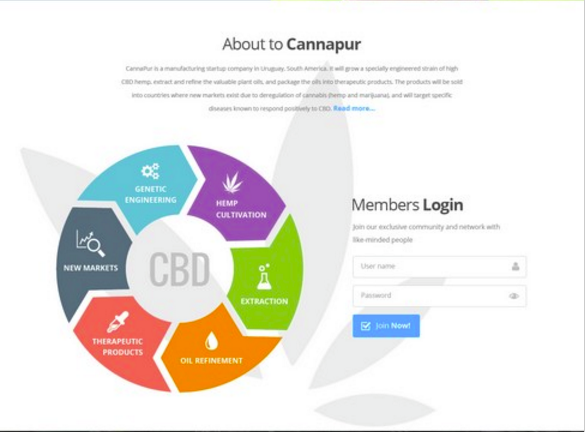 About to Cannapur
CannaPur is a manufacturing startup company in Uruguay, South America. It will grow a specially engineered strain of high
CBD hemp, extract and refine the valuable plant oils, and package the oils into therapeutic products. The products will be sold
into countries where new markets exist due to deregulation of cannabis (hemp and marijuana), and will target specific
diseases known to respond positively to CBD. Read more...
GENETIC
ENGINEERING
HEMP
CULTIVATION
EXTRACTION
OIL REFINEMENT
THERAPEUTIC
PRODUCTS
NEW MARKETS
CBD
Members Login
Join our exclusive community and network with
like-minded people
User name
Password
Join Now!